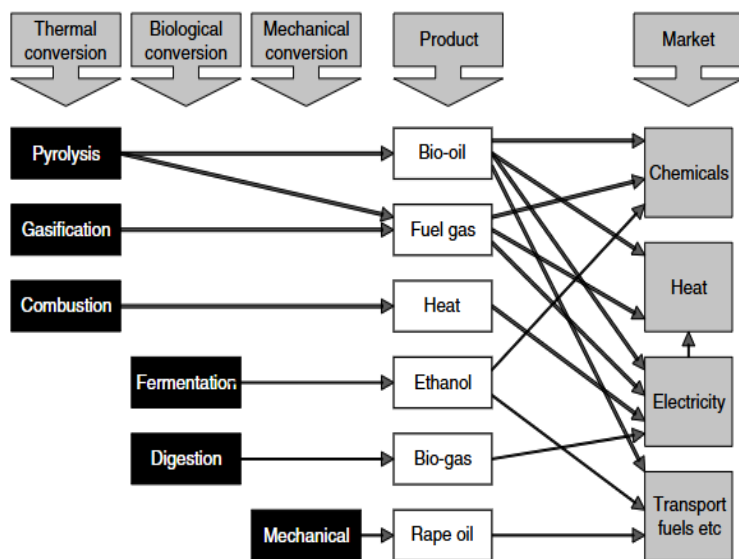 Thermal
conversion
Biological
conversion
Mechanical
conversion
Product
Market
Pyrolysis
Bio-oil
Chemicals
Gasification
Fuel gas
Heat
Combustion
Heat
Fermentation
Ethanol
Electricity
Digestion
Bio-gas
Transport
fuels etc
Mechanical
Rape oil